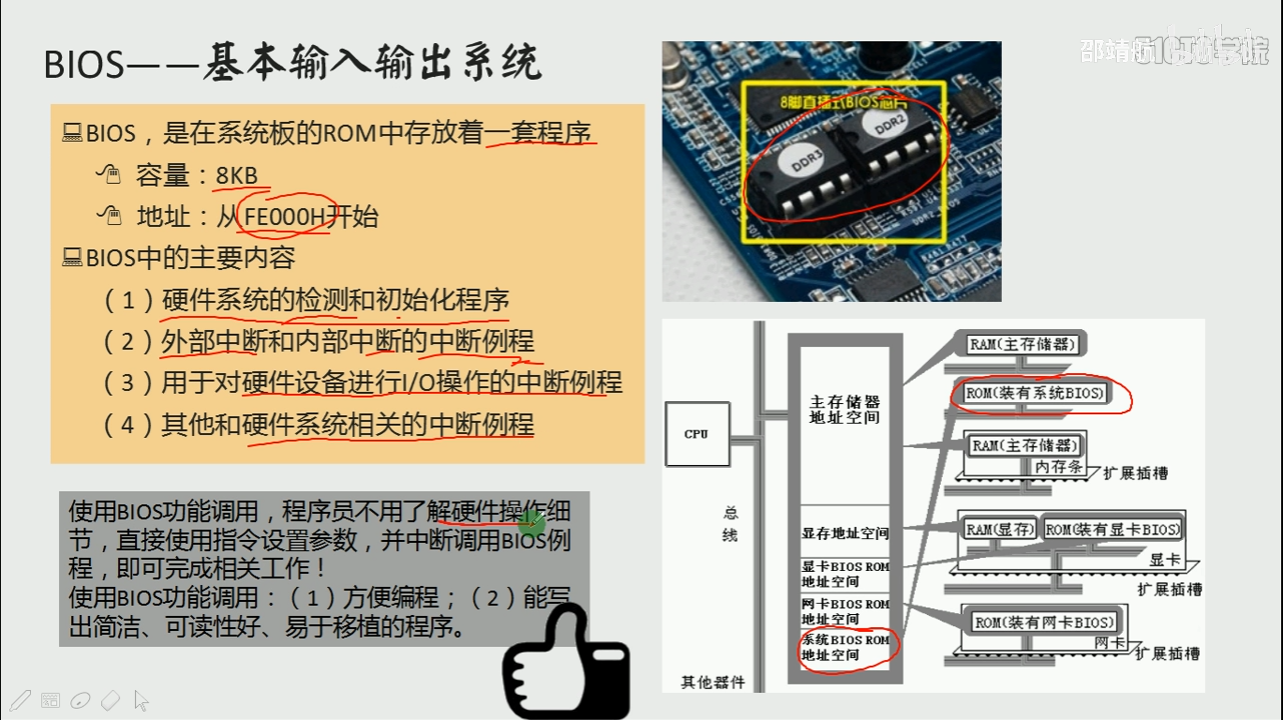 BIOS——基本输入输出系统
邵靖航 51CTO学院
BIOS，是在系统板的ROM中存放着一套程序
容量：8KB
地址：从FE000H开始
BIOS中的主要内容
（1）硬件系统的检测和初始化程序
（2）外部中断和内部中断的中断例程
（3）用于对硬件设备进行I/O操作的中断例程
（4）其他和硬件系统相关的中断例程
使用BIOS功能调用，程序员不用了解硬件操作细
节，直接使用指令设置参数，并中断调用BIOS例
程，即可完成相关工作！
使用BIOS功能调用：（1）方便编程；（2）能写
出简洁、可读性好、易于移植的程序。
8脚直插式BIOS芯片
DDR3
DDR2
CPU
总
线
其他器件
主存储器
地址空间
显存地址空间
显卡BIOS ROM
地址空间
网卡BIOS ROM
地址空间
系统BIOS ROM
地址空间
RAM(主存储器)
ROM(装有系统BIOS)
RAM(主存储器)
内存条
扩展插槽
RAM(显存)
ROM(装有显卡BIOS)
显卡
扩展插槽
ROM(装有网卡BIOS)
网卡
扩展插槽